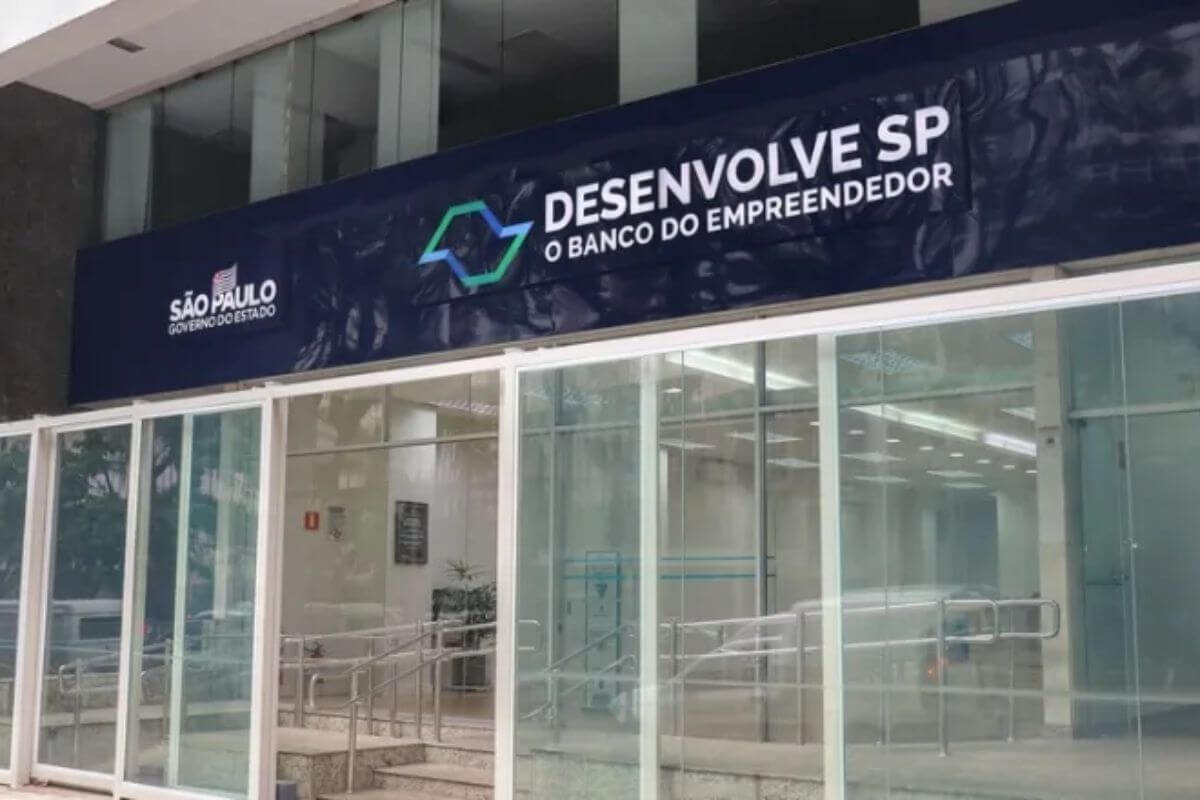 SÃO PAULO
GOVERNO DO ESTADO
DESENVOLVE SP
O BANCO DO EMPREENDEDOR